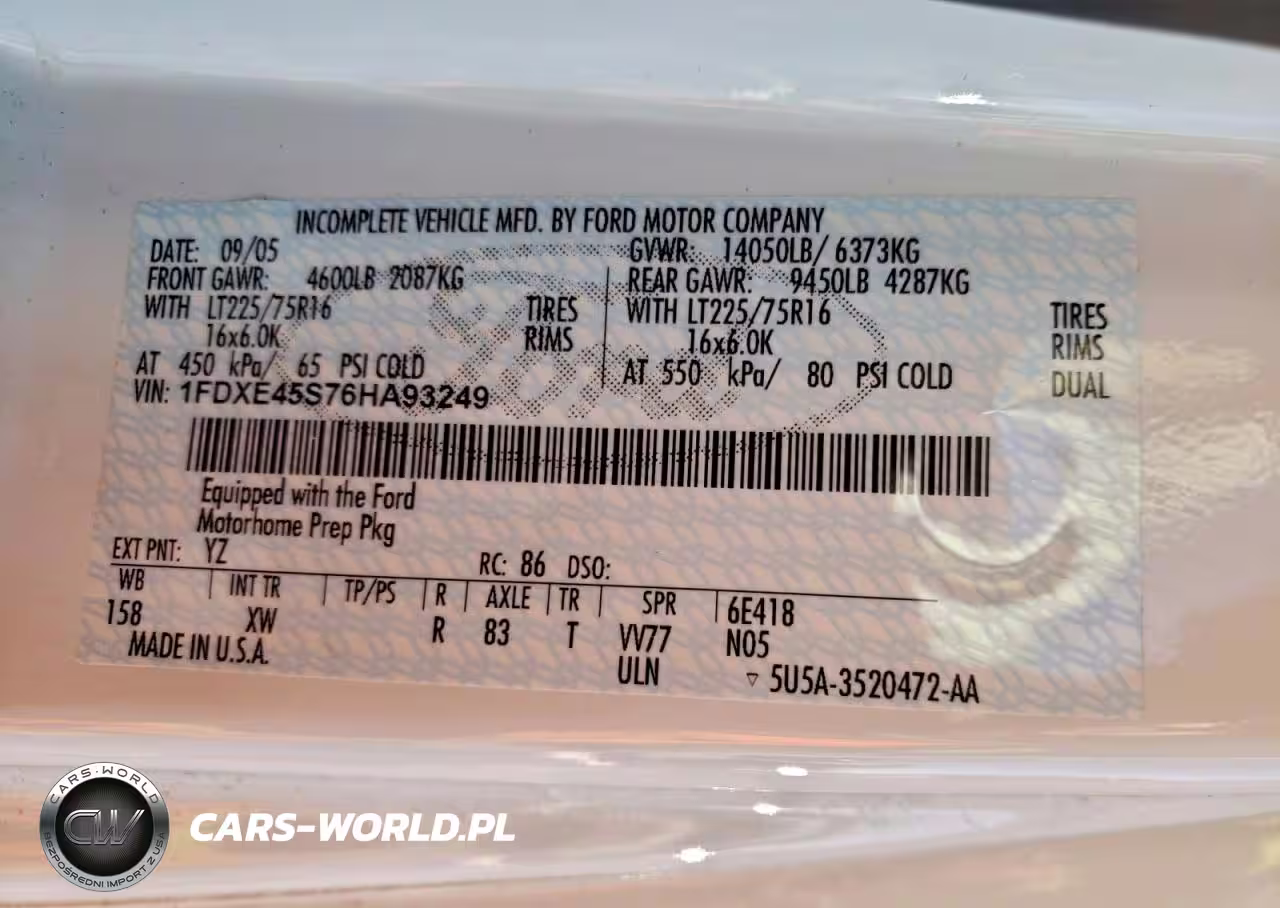 INCOMPLETE VEHICLE MFD. BY FORD MOTOR COMPANY
DATE: 09/05 GVWR: 14050LB/ 6373KG
FRONT GAWR: 4600LB 2087KG REAR GAWR: 9450LB 4287KG
WITH LT225/75R16 TIRES WITH LT225/75R16 TIRES
16x6.0K RIMS 16x6.0K RIMS
AT 450 kPa/ 65 PSI COLD AT 550 kPa/ 80 PSI COLD DUAL
VIN: 1FDXE45S76HA93249
Equipped with the Ford
Motorhome Prep Pkg
EXT PNT: YZ RC: 86 DSO:
WB INT TR TP/PS R AXLE TR SPR 6E418
158 XW R 83 T VV77 N05
MADE IN U.S.A. ULN ▽ 5U5A-3520472-AA
Ford
CARS-WORLD
CW
BEZPOŚREDNI IMPORT Z USA
CARS-WORLD.PL